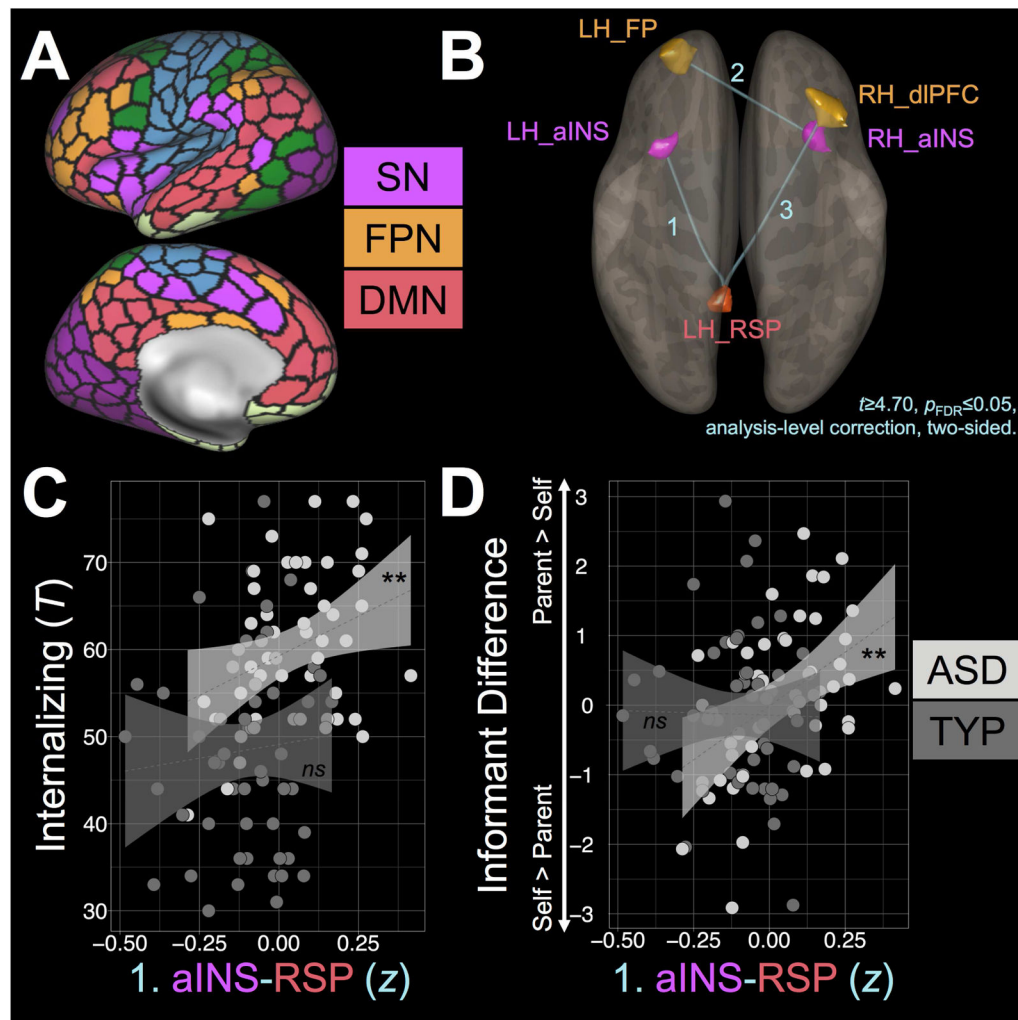 A
SN
FPN
DMN
B
LH_FP
2
RH_dlPFC
LH_aINS
RH_aINS
1
3
LH_RSP
t≥4.70, pFDR≤0.05,
analysis-level correction, two-sided.
C
Internalizing (T)
70
60
50
40
30
**
ns
−0.50 −0.25 0.00 0.25
1. aINS-RSP (z)
D
Informant Difference
Parent > Self
Self > Parent
3
2
1
0
−1
−2
−3
**
ns
−0.50 −0.25 0.00 0.25
1. aINS-RSP (z)
ASD
TYP